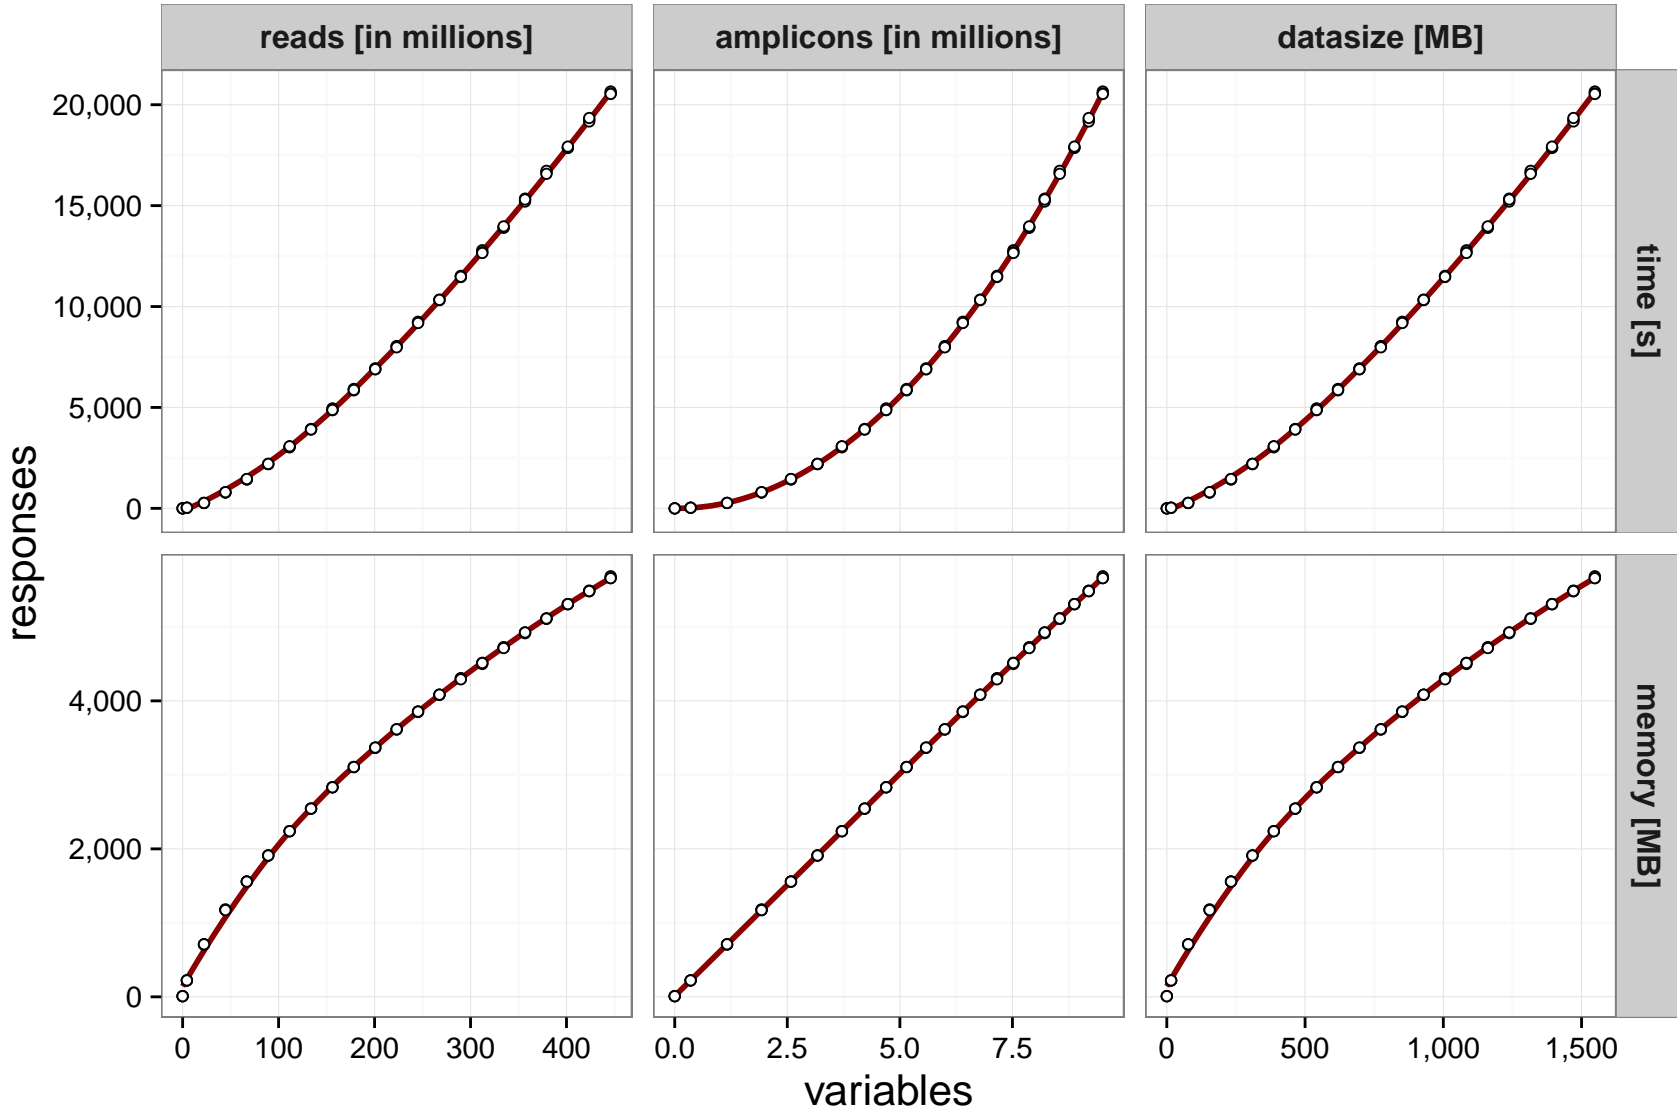 reads [in millions]
amplicons [in millions]
datasize [MB]
20,000
15,000
10,000
5,000
0
time [s]
responses
4,000
2,000
0
memory [MB]
0 100 200 300 400
0.0 2.5 5.0 7.5
0 500 1,000 1,500
variables